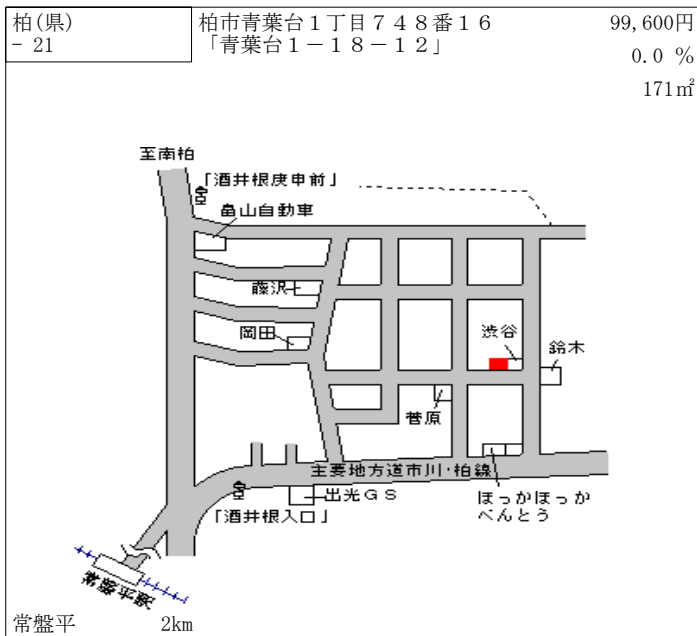 柏(県)
- 21
柏市青葉台１丁目７４８番１６
「青葉台１－１８－１２」
99,600円
0.0 %
171㎡
至南柏
「酒井根庚申前」
畠山自動車
藤沢
岡田
渋谷
鈴木
菅原
主要地方道市川・柏線
出光ＧＳ
「酒井根入口」
ほっかほっか
べんとう
常盤平駅
常盤平
2km